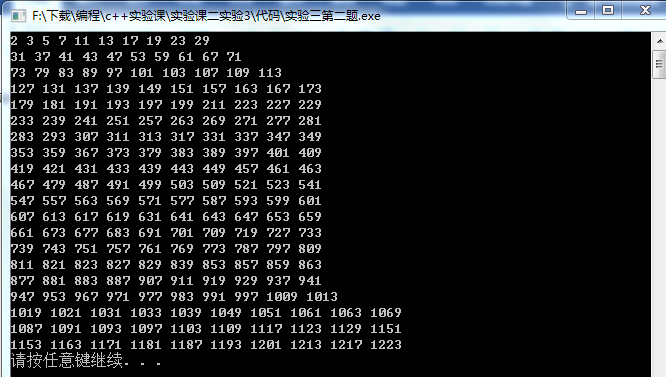 F:\下载\编程\c++实验课\实验课二实验3\代码\实验三第二题.exe
2 3 5 7 11 13 17 19 23 29
31 37 41 43 47 53 59 61 67 71
73 79 83 89 97 101 103 107 109 113
127 131 137 139 149 151 157 163 167 173
179 181 191 193 197 199 211 223 227 229
233 239 241 251 257 263 269 271 277 281
283 293 307 311 313 317 331 337 347 349
353 359 367 373 379 383 389 397 401 409
419 421 431 433 439 443 449 457 461 463
467 479 487 491 499 503 509 521 523 541
547 557 563 569 571 577 587 593 599 601
607 613 617 619 631 641 643 647 653 659
661 673 677 683 691 701 709 719 727 733
739 743 751 757 761 769 773 787 797 809
811 821 823 827 829 839 853 857 859 863
877 881 883 887 907 911 919 929 937 941
947 953 967 971 977 983 991 997 1009 1013
1019 1021 1031 1033 1039 1049 1051 1061 1063 1069
1087 1091 1093 1097 1103 1109 1117 1123 1129 1151
1153 1163 1171 1181 1187 1193 1201 1213 1217 1223
请按任意键继续. . .